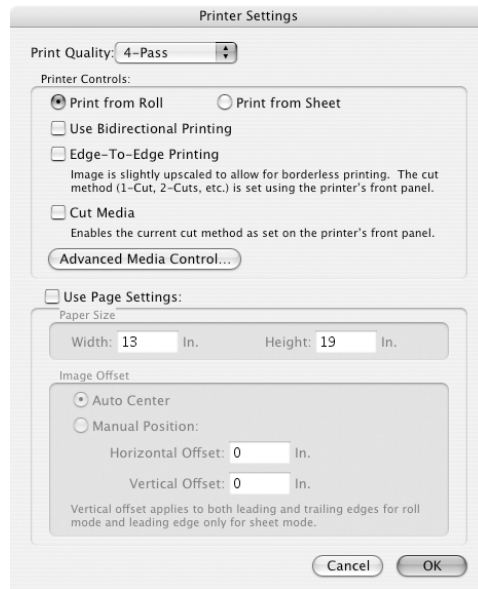 Printer Settings
Print Quality: 4-Pass
Printer Controls:
Print from Roll Print from Sheet
Use Bidirectional Printing
Edge-To-Edge Printing
Image is slightly upscaled to allow for borderless printing. The cut
method (1-Cut, 2-Cuts, etc.) is set using the printer's front panel.
Cut Media
Enables the current cut method as set on the printer's front panel.
Advanced Media Control...
Use Page Settings:
Paper Size
Width: 13 In. Height: 19 In.
Image Offset
Auto Center
Manual Position:
Horizontal Offset: 0 In.
Vertical Offset: 0 In.
Vertical offset applies to both leading and trailing edges for roll
mode and leading edge only for sheet mode.
Cancel OK